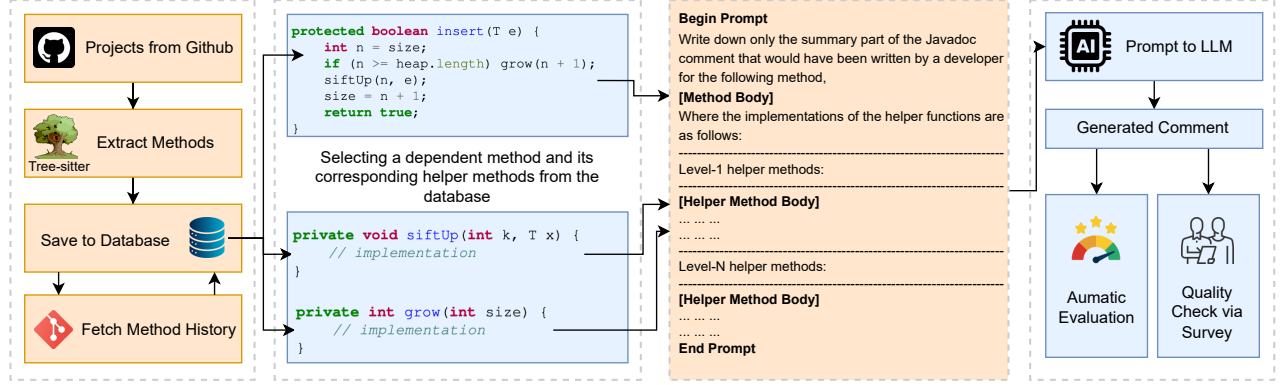 Projects from Github
Extract Methods
Tree-sitter
Save to Database
Fetch Method History
protected boolean insert(T e) {
int n = size;
if (n >= heap.length) grow(n + 1);
siftUp(n, e);
size = n + 1;
return true;
}
Selecting a dependent method and its
corresponding helper methods from the
database
private void siftUp(int k, T x) {
// implementation
}
private int grow(int size) {
// implementation
}
Begin Prompt
Write down only the summary part of the Javadoc
comment that would have been written by a developer
for the following method,
[Method Body]
Where the implementations of the helper functions are
as follows:
Level-1 helper methods:
[Helper Method Body]
... ... ...
... ... ...
Level-N helper methods:
[Helper Method Body]
... ... ...
... ... ...
End Prompt
AI
Prompt to LLM
Generated Comment
Aumatic
Evaluation
Quality
Check via
Survey